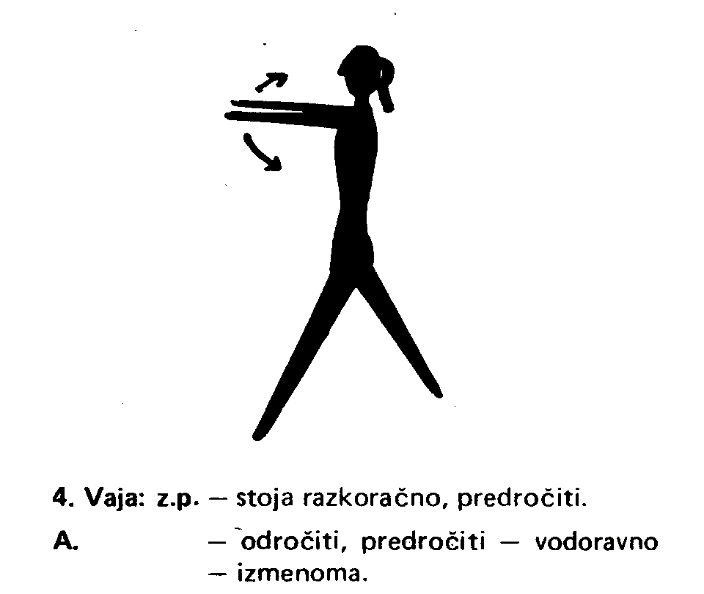 4. Vaja: z.p. — stoja razkoračno, predročiti.
A. — odročiti, predročiti — vodoravno
— izmenoma.